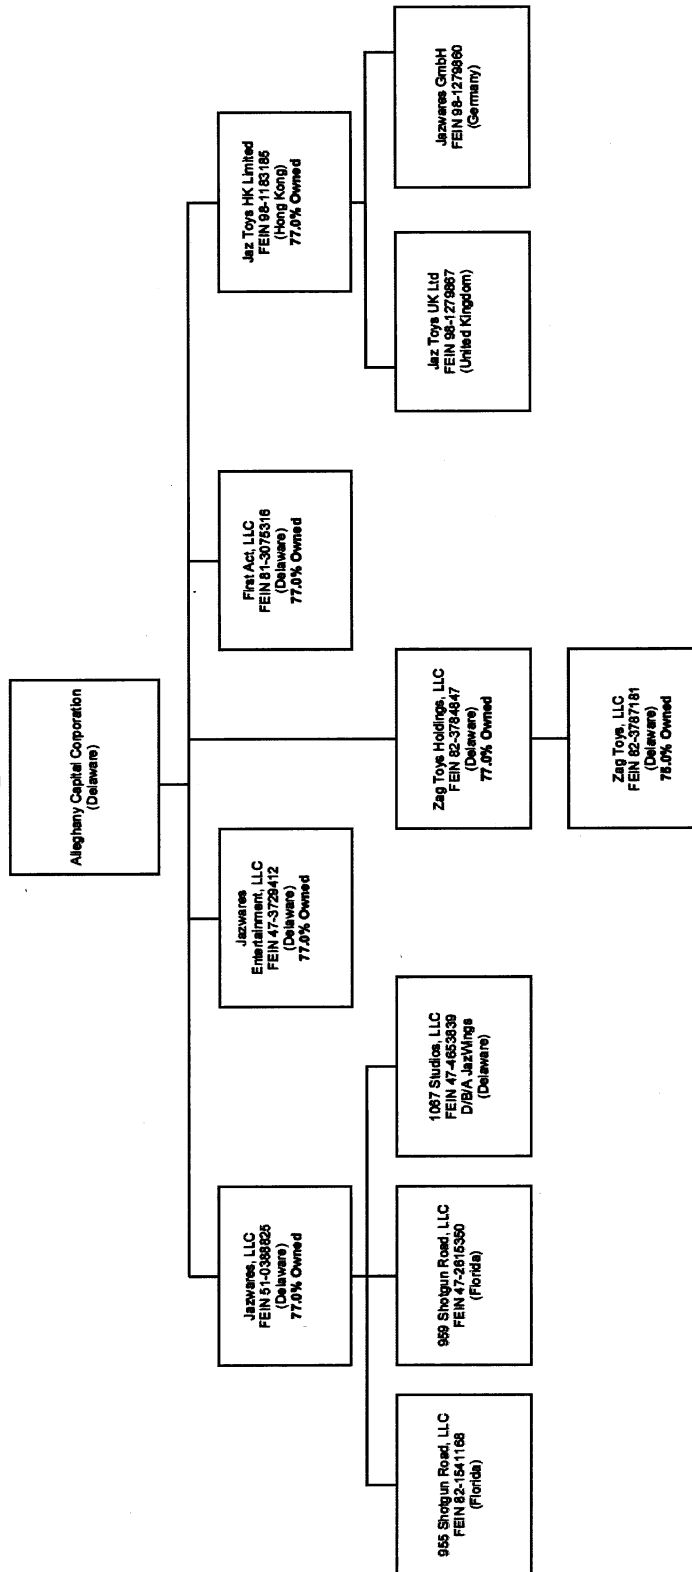 Alleghany Capital Corporation
(Delaware)
Jazwares, LLC
FEIN 51-0388825
(Delaware)
77.0% Owned
Jazwares
Entertainment, LLC
FEIN 47-3729412
(Delaware)
77.0% Owned
First Act, LLC
FEIN 81-3075316
(Delaware)
77.0% Owned
Jaz Toys HK Limited
FEIN 98-1183185
(Hong Kong)
77.0% Owned
955 Shotgun Road, LLC
FEIN 82-1541168
(Florida)
959 Shotgun Road, LLC
FEIN 47-2615350
(Florida)
1067 Studios, LLC
FEIN 47-4653839
D/B/A JazWings
(Delaware)
Zag Toys Holdings, LLC
FEIN 82-3784847
(Delaware)
77.0% Owned
Jaz Toys UK Ltd
FEIN 98-1279867
(United Kingdom)
Jazwares GmbH
FEIN 98-1279860
(Germany)
Zag Toys, LLC
FEIN 82-3787181
(Delaware)
75.0% Owned